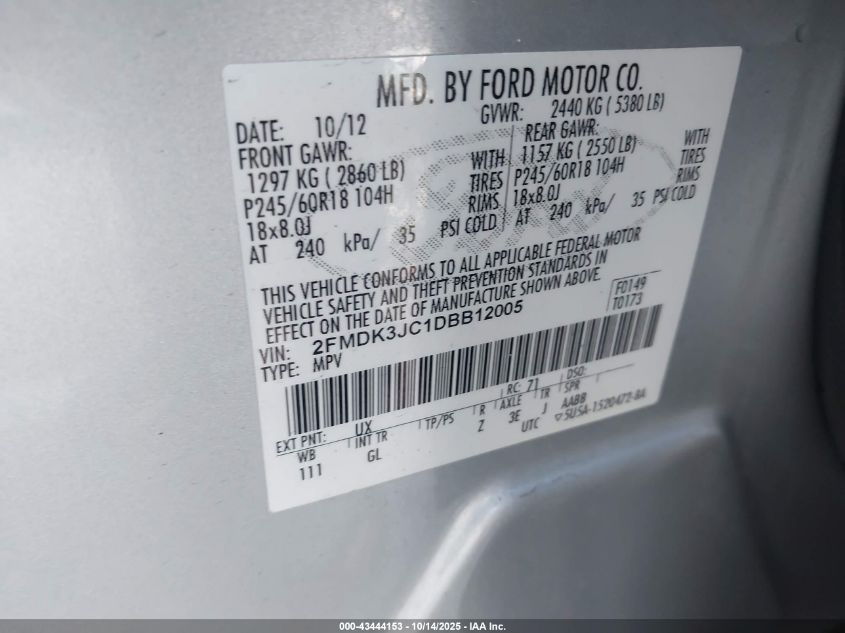 MFD. BY FORD MOTOR CO.
DATE: 10/12
GVWR: 2440 KG ( 5380 LB)
FRONT GAWR:
1297 KG ( 2860 LB)
P245/60R18 104H
18x8.0J
AT 240 kPa/ 35 PSI COLD
WITH
TIRES
RIMS
REAR GAWR:
1157 KG ( 2550 LB)
P245/60R18 104H
18x8.0J
AT 240 kPa/ 35 PSI COLD
WITH
TIRES
RIMS
THIS VEHICLE CONFORMS TO ALL APPLICABLE FEDERAL MOTOR
VEHICLE SAFETY AND THEFT PREVENTION STANDARDS IN
EFFECT ON THE DATE OF MANUFACTURE SHOWN ABOVE.
F0149
T0173
VIN: 2FMDK3JC1DBB12005
TYPE: MPV
EXT PNT: UX RC: 71 DSO:
WB INT TR TP/PS R AXLE TR SPR
111 GL Z 3E J AABB
UTC ▽5U5A-1520472-BA
000-43444153 - 10/14/2025 - IAA Inc.